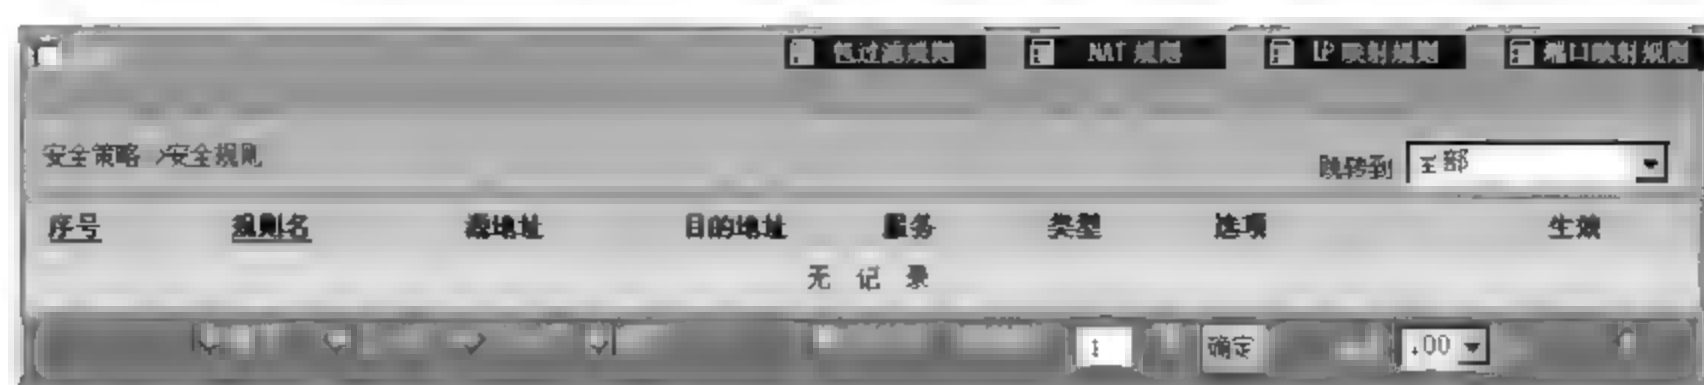 包过滤规则 NAT 规则 IP 映射规则 端口映射规则
安全策略 >安全规则 跳转到 全部
序号 规则名 源地址 目的地址 服务 类型 选项 生效
无 记 录
1 确定 100